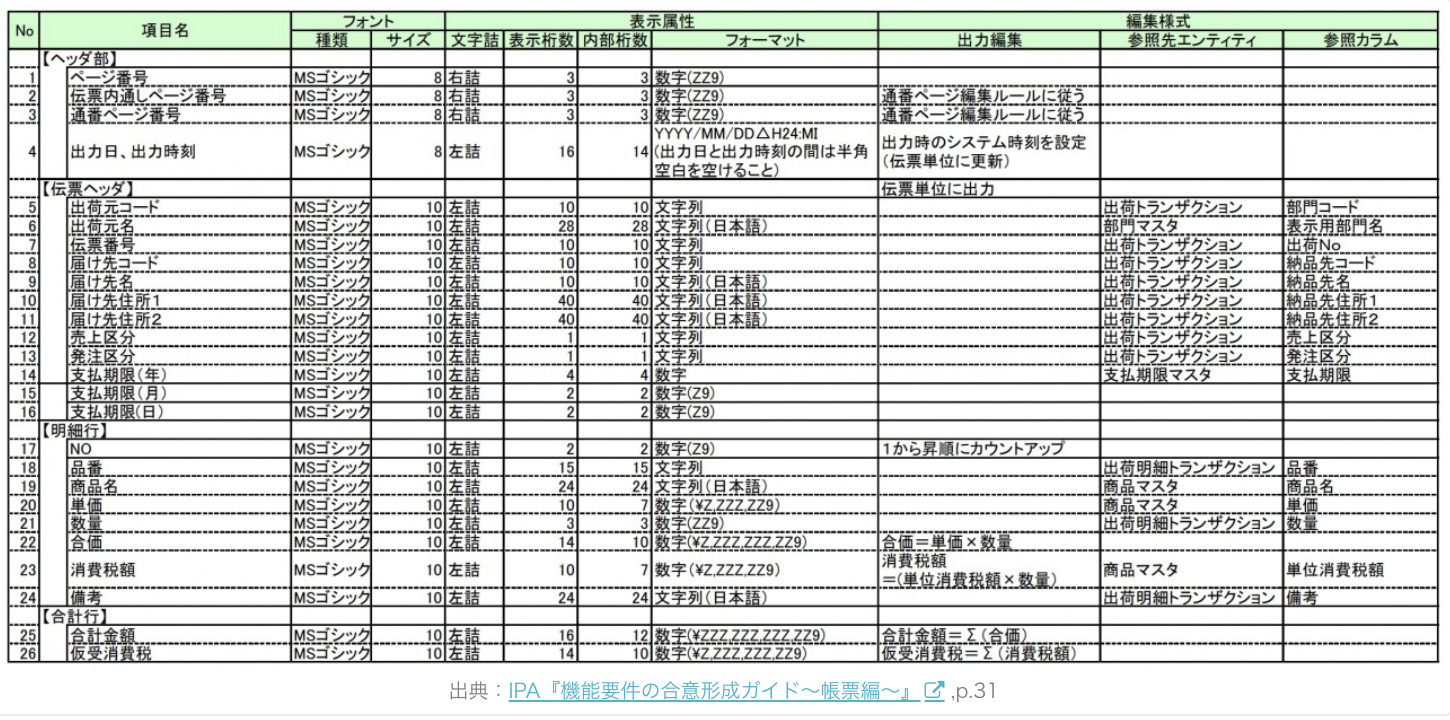 No 項目名 フォント 表示属性 編集様式
種類 サイズ 文字詰 表示桁数 内部桁数 フォーマット 出力編集 参照先エンティティ 参照カラム
【ヘッダ部】
1 ページ番号 MSゴシック 8 右詰 3 3 数字(ZZ9)
2 伝票内通しページ番号 MSゴシック 8 右詰 3 3 数字(ZZ9) 通番ページ編集ルールに従う
3 通番ページ番号 MSゴシック 8 右詰 3 3 数字(ZZ9) 通番ページ編集ルールに従う
4 出力日、出力時刻 MSゴシック 8 左詰 16 14 YYYY/MM/DD△H24:MI
(出力日と出力時刻の間は半角
空白を空けること) 出力時のシステム時刻を設定
(伝票単位に更新)
【伝票ヘッダ】 伝票単位に出力
5 出荷元コード MSゴシック 10 左詰 10 10 文字列 出荷トランザクション 部門コード
6 出荷元名 MSゴシック 10 左詰 28 28 文字列(日本語) 部門マスタ 表示用部門名
7 伝票番号 MSゴシック 10 左詰 10 10 文字列 出荷トランザクション 出荷No
8 届け先コード MSゴシック 10 左詰 10 10 文字列 出荷トランザクション 納品先コード
9 届け先名 MSゴシック 10 左詰 10 10 文字列(日本語) 出荷トランザクション 納品先名
10 届け先住所1 MSゴシック 10 左詰 40 40 文字列(日本語) 出荷トランザクション 納品先住所1
11 届け先住所2 MSゴシック 10 左詰 40 40 文字列(日本語) 出荷トランザクション 納品先住所2
12 売上区分 MSゴシック 10 左詰 1 1 文字列 出荷トランザクション 売上区分
13 発注区分 MSゴシック 10 左詰 1 1 文字列 出荷トランザクション 発注区分
14 支払期限(年) MSゴシック 10 左詰 4 4 数字 支払期限マスタ 支払期限
15 支払期限(月) MSゴシック 10 左詰 2 2 数字(Z9)
16 支払期限(日) MSゴシック 10 左詰 2 2 数字(Z9)
【明細行】
17 NO MSゴシック 10 左詰 2 2 数字(Z9) 1から昇順にカウントアップ
18 品番 MSゴシック 10 左詰 15 15 文字列 出荷明細トランザクション 品番
19 商品名 MSゴシック 10 左詰 24 24 文字列(日本語) 商品マスタ 商品名
20 単価 MSゴシック 10 左詰 10 7 数字(¥Z,ZZZ,ZZ9) 商品マスタ 単価
21 数量 MSゴシック 10 左詰 3 3 数字(ZZ9) 出荷明細トランザクション 数量
22 合価 MSゴシック 10 左詰 14 10 数字(¥Z,ZZZ,ZZZ,ZZ9) 合価=単価×数量
23 消費税額 MSゴシック 10 左詰 10 7 数字(¥Z,ZZZ,ZZ9) 消費税額
=(単位消費税額×数量) 商品マスタ 単位消費税額
24 備考 MSゴシック 10 左詰 24 24 文字列(日本語) 出荷明細トランザクション 備考
【合計行】
25 合計金額 MSゴシック 10 左詰 16 12 数字(¥ZZZ,ZZZ,ZZZ,ZZ9) 合計金額=Σ(合価)
26 仮受消費税 MSゴシック 10 左詰 14 10 数字(¥Z,ZZZ,ZZZ,ZZ9) 仮受消費税=Σ(消費税額)
出典：IPA『機能要件の合意形成ガイド〜帳票編〜』 ,p.31